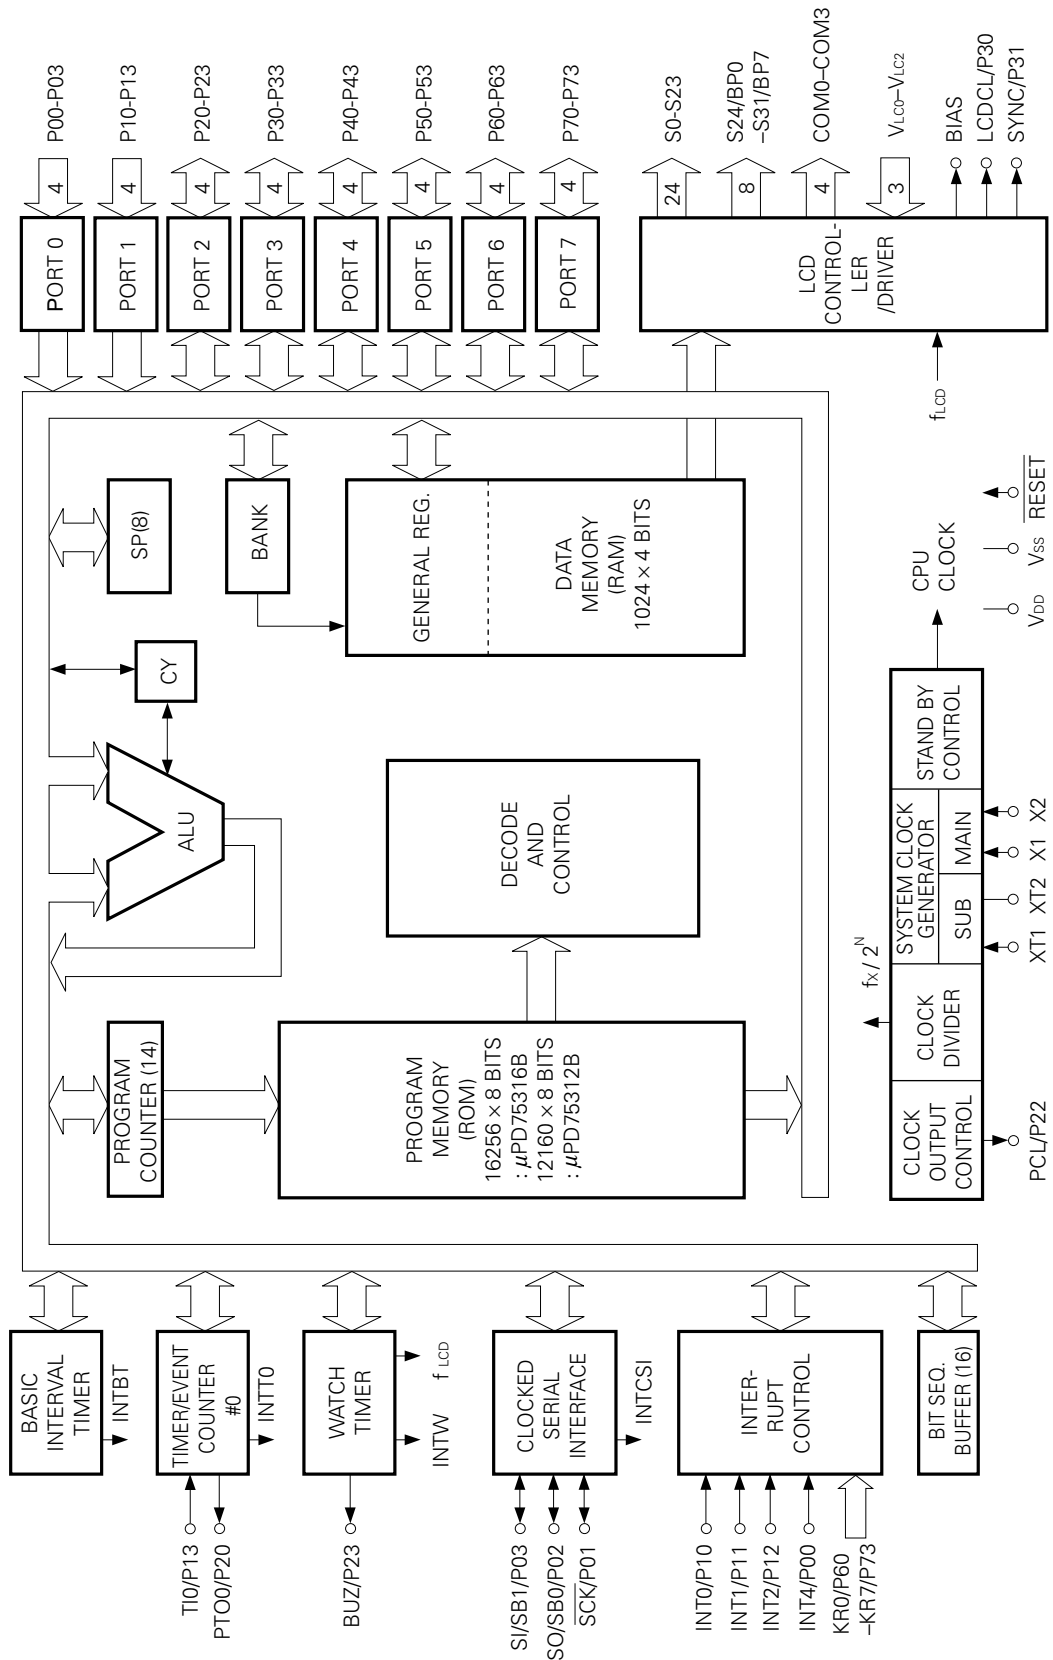 BASIC
INTERVAL
TIMER
INTBT
TI0/P13
PTO0/P20
TIMER/EVENT
COUNTER
#0
INTT0
BUZ/P23
WATCH
TIMER
INTW
fLCD
SI/SB1/P03
SO/SB0/P02
SCK/P01
CLOCKED
SERIAL
INTERFACE
INTCSI
INT0/P10
INT1/P11
INT2/P12
INT4/P00
KR0/P60
–KR7/P73
INTER-
RUPT
CONTROL
BIT SEQ.
BUFFER (16)
PROGRAM
COUNTER (14)
ALU
CY
SP(8)
BANK
PROGRAM
MEMORY
(ROM)
16256 × 8 BITS
: μPD75316B
12160 × 8 BITS
: μPD75312B
DECODE
AND
CONTROL
GENERAL REG.
DATA
MEMORY
(RAM)
1024 × 4 BITS
PORT 0
4
P00-P03
PORT 1
4
P10-P13
PORT 2
4
P20-P23
PORT 3
4
P30-P33
PORT 4
4
P40-P43
PORT 5
4
P50-P53
PORT 6
4
P60-P63
PORT 7
4
P70-P73
LCD
CONTROL-
LER
/DRIVER
24
S0-S23
8
S24/BP0
–S31/BP7
4
COM0–COM3
3
VLC0–VLC2
BIAS
LCDCL/P30
SYNC/P31
fLCD
fX / 2^N
CLOCK
OUTPUT
CONTROL
CLOCK
DIVIDER
SYSTEM CLOCK
GENERATOR
SUB
MAIN
STAND BY
CONTROL
CPU
CLOCK
PCL/P22
XT1
XT2
X1
X2
VDD
VSS
RESET